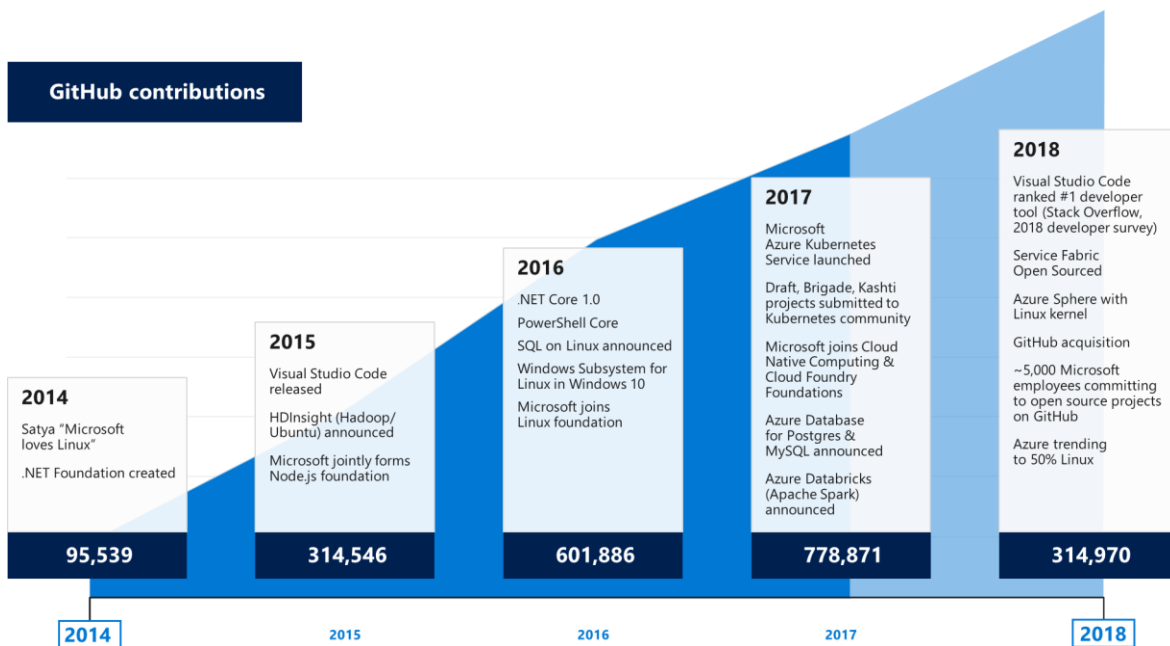 GitHub contributions
2014
Satya "Microsoft
loves Linux"
.NET Foundation created
95,539
2015
Visual Studio Code
released
HDInsight (Hadoop/
Ubuntu) announced
Microsoft jointly forms
Node.js foundation
314,546
2016
.NET Core 1.0
PowerShell Core
SQL on Linux announced
Windows Subsystem for
Linux in Windows 10
Microsoft joins
Linux foundation
601,886
2017
Microsoft
Azure Kubernetes
Service launched
Draft, Brigade, Kashti
projects submitted to
Kubernetes community
Microsoft joins Cloud
Native Computing &
Cloud Foundry
Foundations
Azure Database
for Postgres &
MySQL announced
Azure Databricks
(Apache Spark)
announced
778,871
2018
Visual Studio Code
ranked #1 developer
tool (Stack Overflow,
2018 developer survey)
Service Fabric
Open Sourced
Azure Sphere with
Linux kernel
GitHub acquisition
~5,000 Microsoft
employees committing
to open source projects
on GitHub
Azure trending
to 50% Linux
314,970
2014
2015
2016
2017
2018